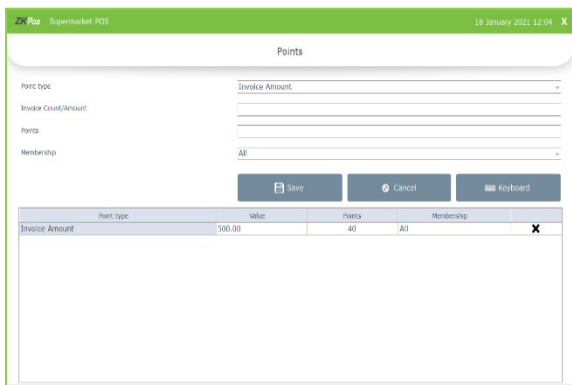 ZKPos Supermarket POS 18 January 2021 12:04 X
Points
Point type Invoice Amount
Invoice Count/Amount
Points
Membership All
Save Cancel Keyboard
Point type Value Points Membership
Invoice Amount 500.00 40 All X